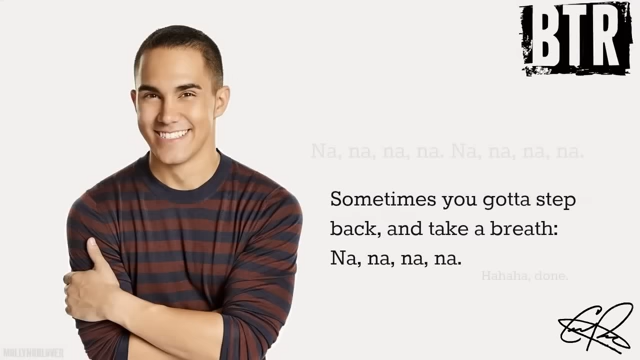 BTR
Na, na, na, na. Na, na, na, na.
Sometimes you gotta step
back, and take a breath:
Na, na, na, na.
Hahaha, done.